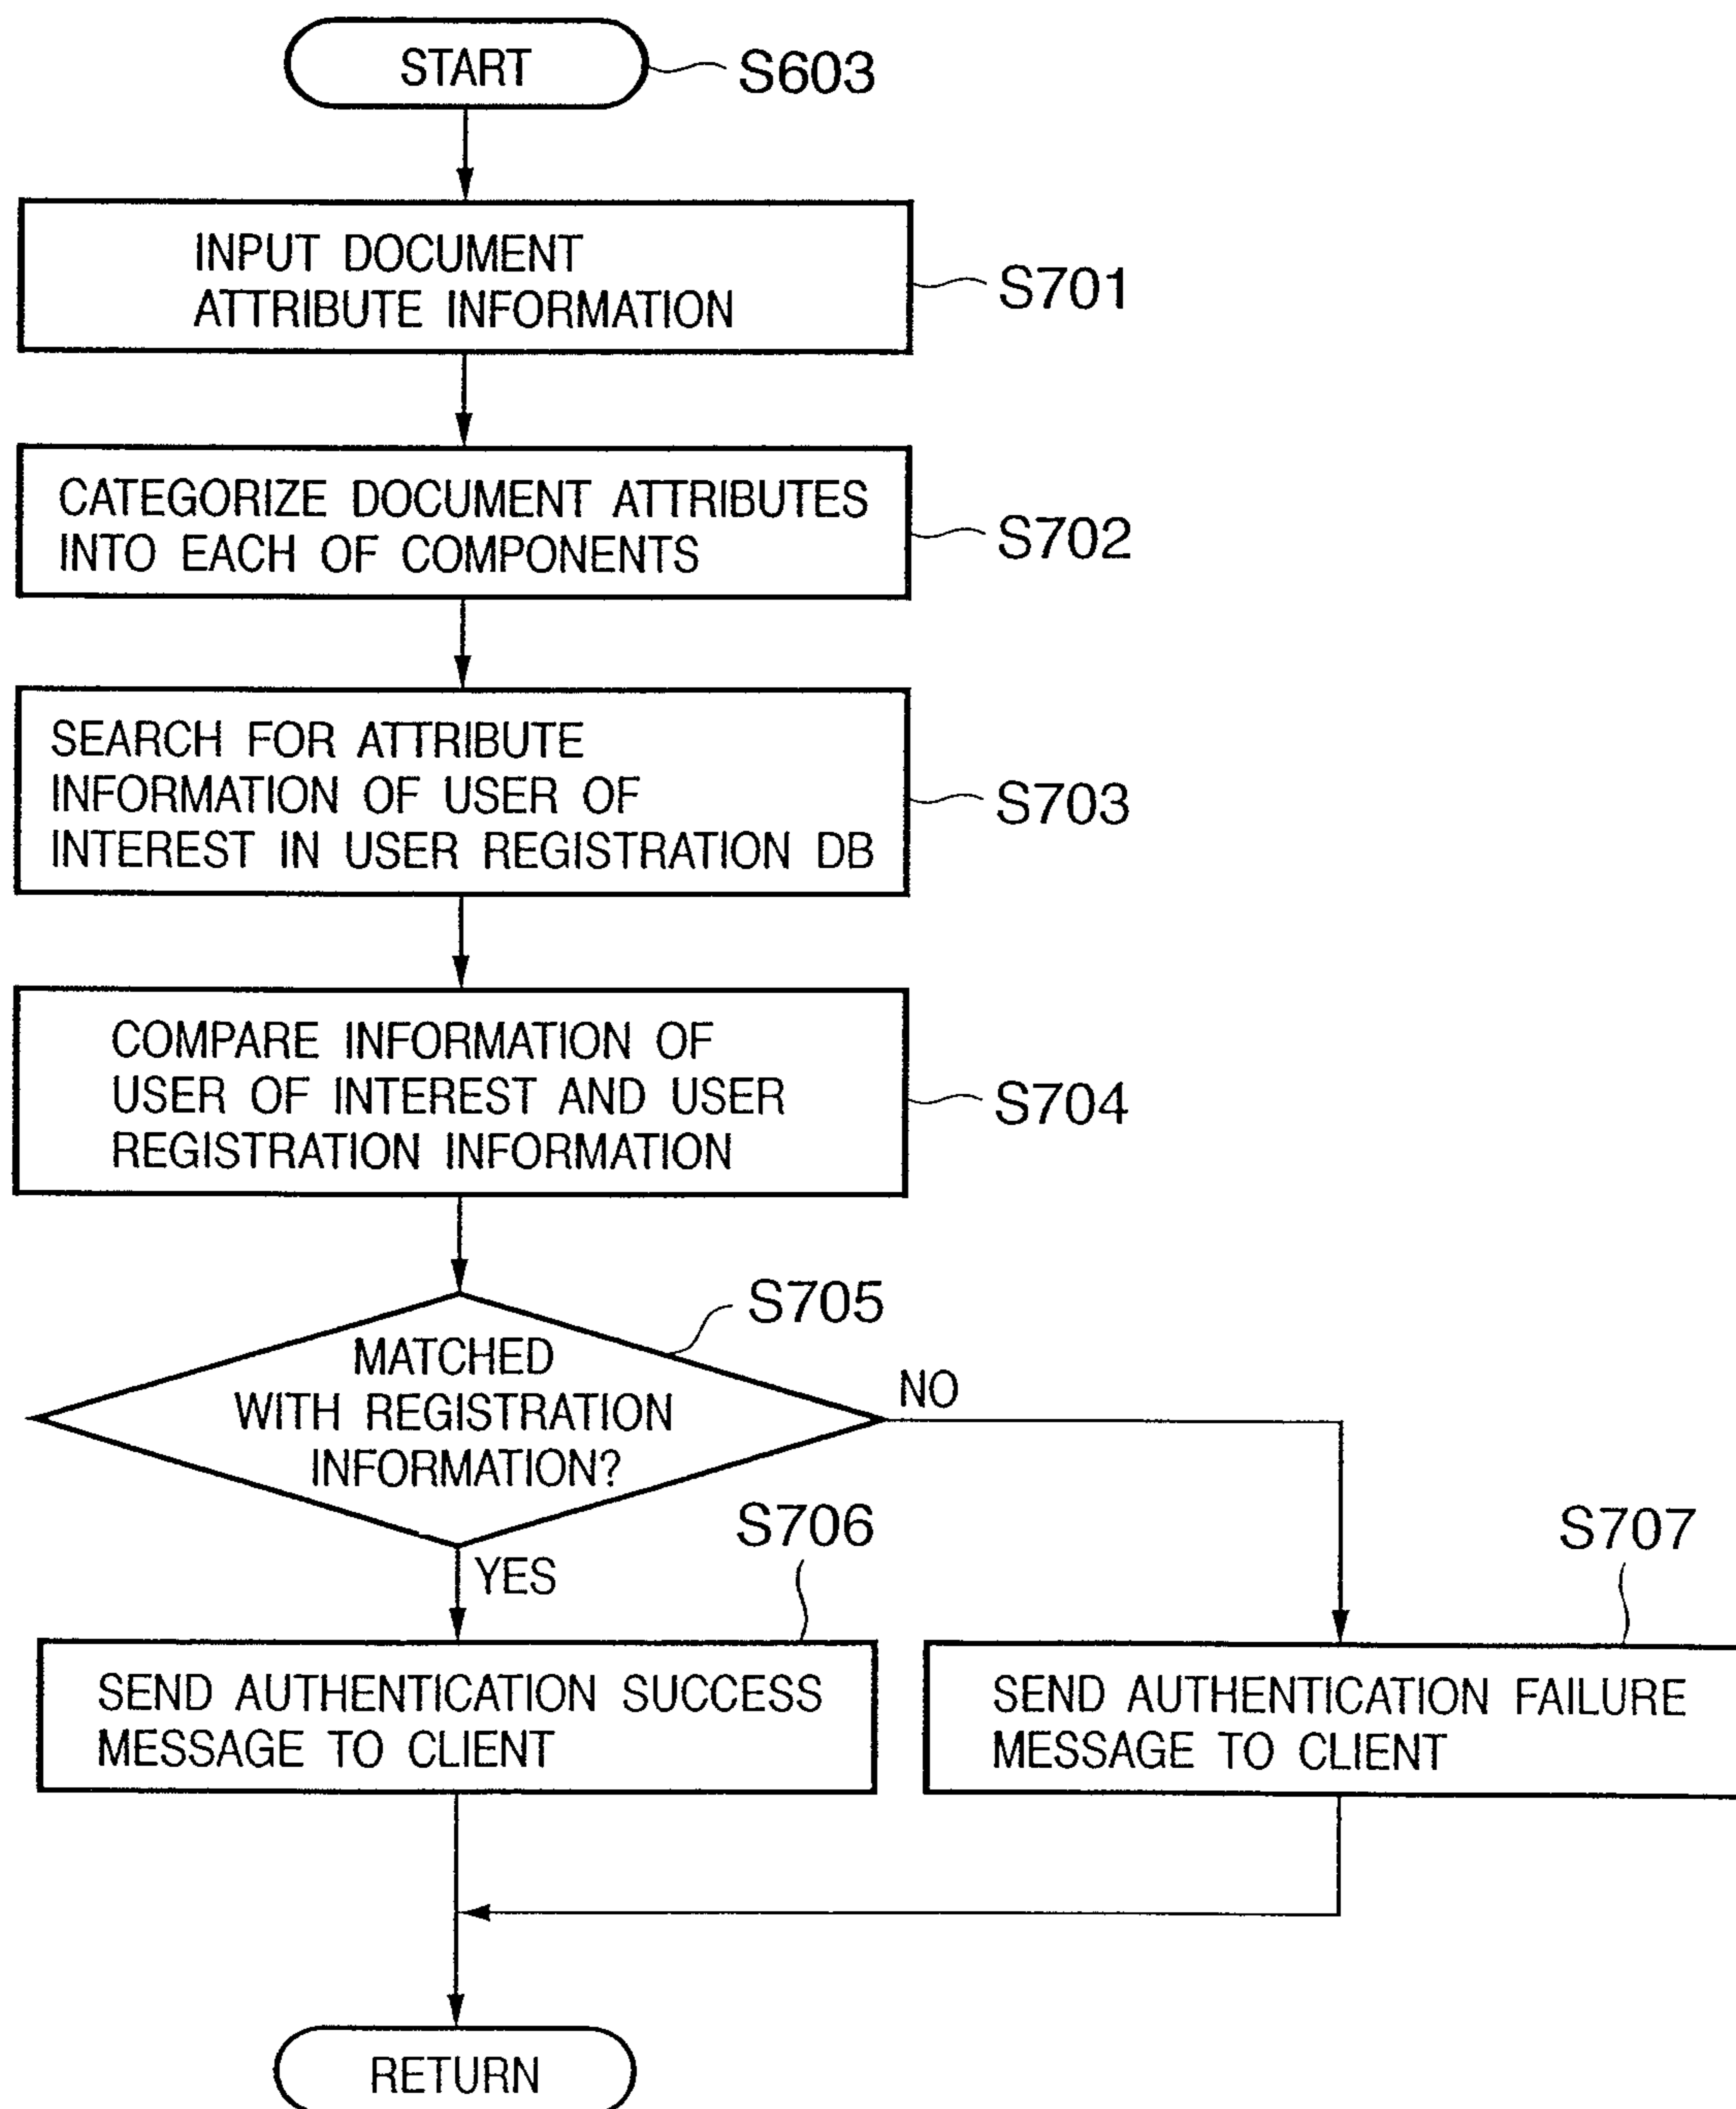 START
S603
INPUT DOCUMENT
ATTRIBUTE INFORMATION
S701
CATEGORIZE DOCUMENT ATTRIBUTES
INTO EACH OF COMPONENTS
S702
SEARCH FOR ATTRIBUTE
INFORMATION OF USER OF
INTEREST IN USER REGISTRATION DB
S703
COMPARE INFORMATION OF
USER OF INTEREST AND USER
REGISTRATION INFORMATION
S704
S705
MATCHED
WITH REGISTRATION
INFORMATION?
NO
YES
S706
SEND AUTHENTICATION SUCCESS
MESSAGE TO CLIENT
S707
SEND AUTHENTICATION FAILURE
MESSAGE TO CLIENT
RETURN